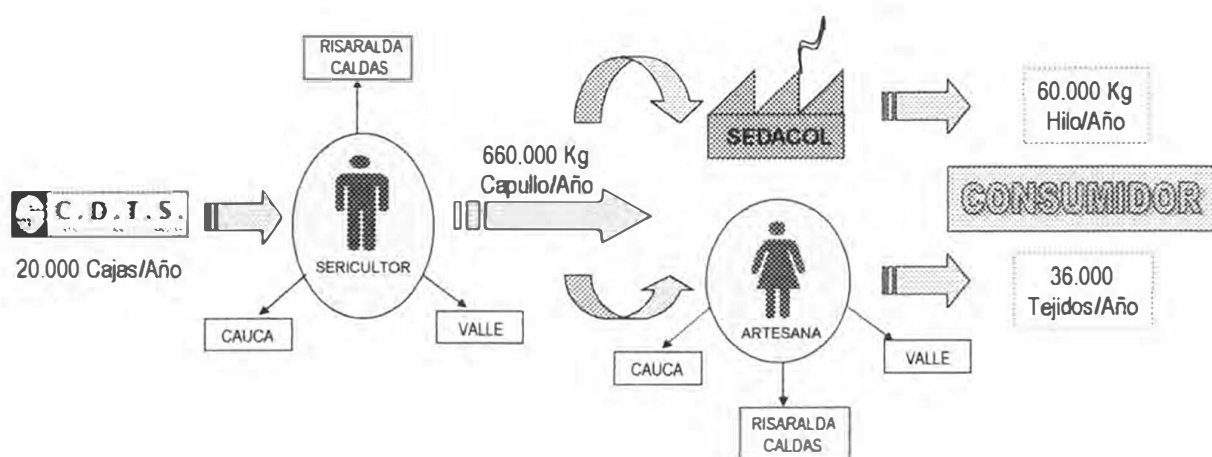 RISARALDA
CALDAS
C.D.T.S.
20.000 Cajas/Año
SERICULTOR
CAUCA
VALLE
660.000 Kg
Capullo/Año
SEDACOL
ARTESANA
CAUCA
VALLE
RISARALDA
CALDAS
60.000 Kg
Hilo/Año
CONSUMIDOR
36.000
Tejidos/Año